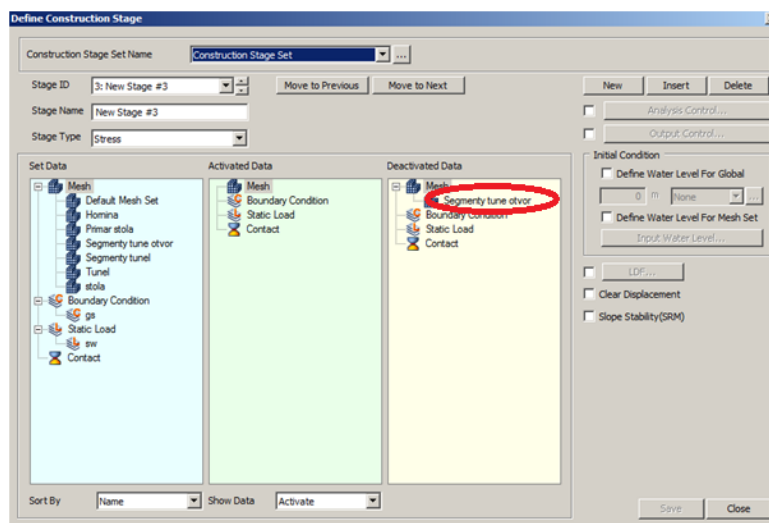 Define Construction Stage
Construction Stage Set Name
Construction Stage Set
...
Stage ID
3: New Stage #3
Move to Previous
Move to Next
New
Insert
Delete
Stage Name
New Stage #3
Analysis Control...
Stage Type
Stress
Output Control...
Set Data
Mesh
Default Mesh Set
Homina
Primar stola
Segmenty tune otvor
Segmenty tunel
Tunel
stola
Boundary Condition
gs
Static Load
sw
Contact
Activated Data
Mesh
Boundary Condition
Static Load
Contact
Deactivated Data
Mesh
Segmenty tune otvor
Boundary Condition
Static Load
Contact
Initial Condition
Define Water Level For Global
0 m None ...
Define Water Level For Mesh Set
Input Water Level...
LDF...
Clear Displacement
Slope Stability(SRM)
Sort By
Name
Show Data
Activate
Save
Close